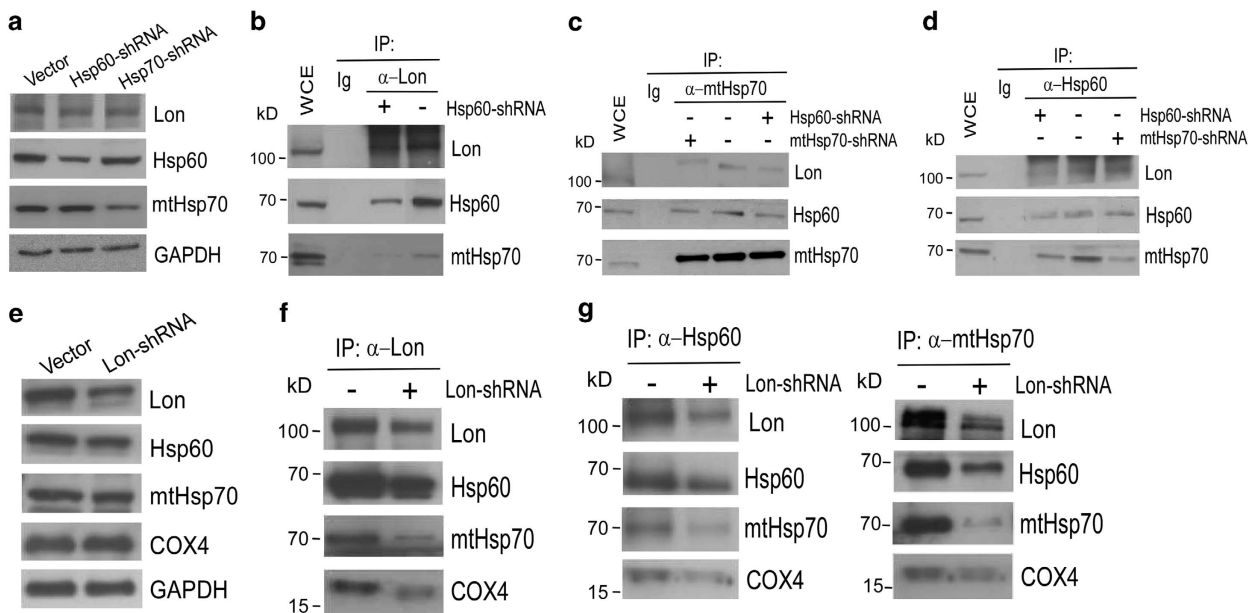 a
Vector
Hsp60-shRNA
Hsp70-shRNA
Lon
Hsp60
mtHsp70
GAPDH
b
IP:
WCE
Ig
α–Lon
kD
+ - Hsp60-shRNA
100
Lon
70
Hsp60
70
mtHsp70
c
IP:
WCE
Ig
α–mtHsp70
- - + Hsp60-shRNA
kD
+ - - mtHsp70-shRNA
100
Lon
70
Hsp60
70
mtHsp70
d
IP:
WCE
Ig
α–Hsp60
+ - - Hsp60-shRNA
kD
- - + mtHsp70-shRNA
100
Lon
70
Hsp60
70
mtHsp70
e
Vector
Lon-shRNA
Lon
Hsp60
mtHsp70
COX4
GAPDH
f
IP: α–Lon
kD
- + Lon-shRNA
100
Lon
70
Hsp60
70
mtHsp70
15
COX4
g
IP: α–Hsp60
kD
- + Lon-shRNA
100
Lon
70
Hsp60
70
mtHsp70
15
COX4
IP: α–mtHsp70
kD
- + Lon-shRNA
100
Lon
70
Hsp60
70
mtHsp70
15
COX4